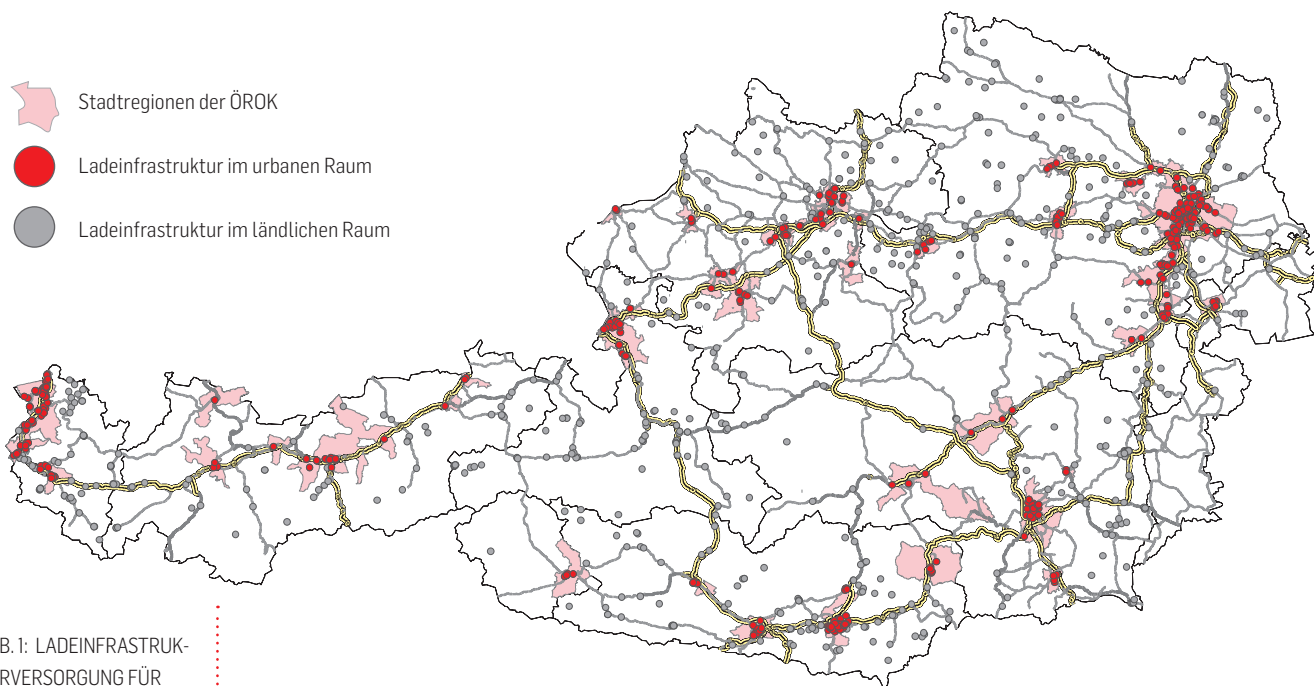 Stadtregionen der ÖROK
Ladeinfrastruktur im urbanen Raum
Ladeinfrastruktur im ländlichen Raum
B. 1: LADEINFRASTRUK-
RVERSORGUNG FÜR